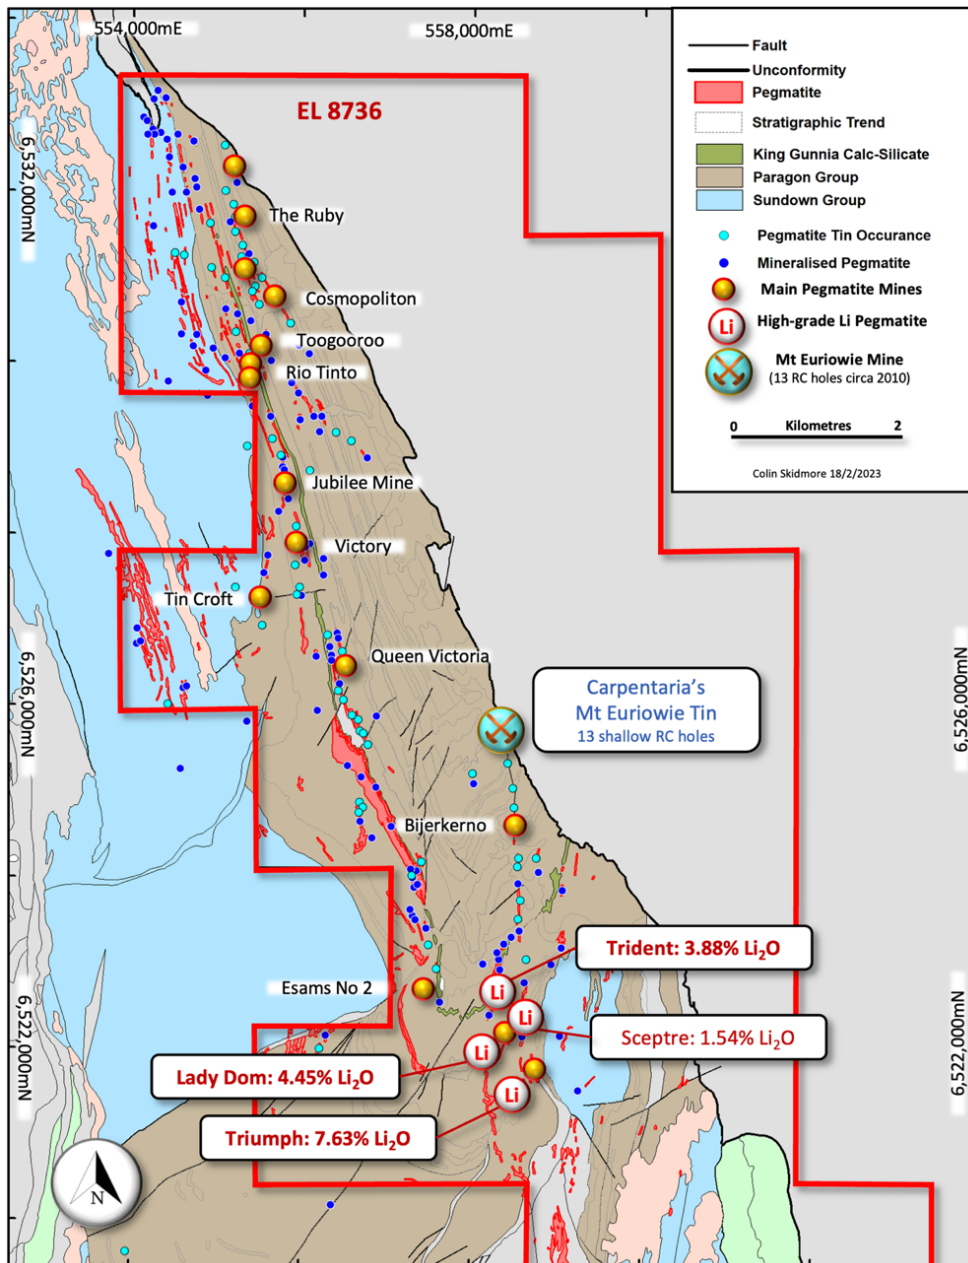 554,000mE
558,000mE
EL 8736
6,532,000mN
Fault
Unconformity
Pegmatite
Stratigraphic Trend
King Gunnia Calc-Silicate
Paragon Group
Sundown Group
Pegmatite Tin Occurance
Mineralised Pegmatite
Main Pegmatite Mines
Li
High-grade Li Pegmatite
Mt Euriowie Mine
(13 RC holes circa 2010)
0 Kilometres 2
Colin Skidmore 18/2/2023
The Ruby
Cosmopoliton
Toogooroo
Rio Tinto
Jubilee Mine
Victory
Tin Croft
Queen Victoria
6,526,000mN
6,526,000mN
Carpentaria's
Mt Euriowie Tin
13 shallow RC holes
Bijerkerno
Trident: 3.88% Li₂O
Esams No 2
Li
Li
Sceptre: 1.54% Li₂O
6,522,000mN
6,522,000mN
Li
Lady Dom: 4.45% Li₂O
Li
Triumph: 7.63% Li₂O
N